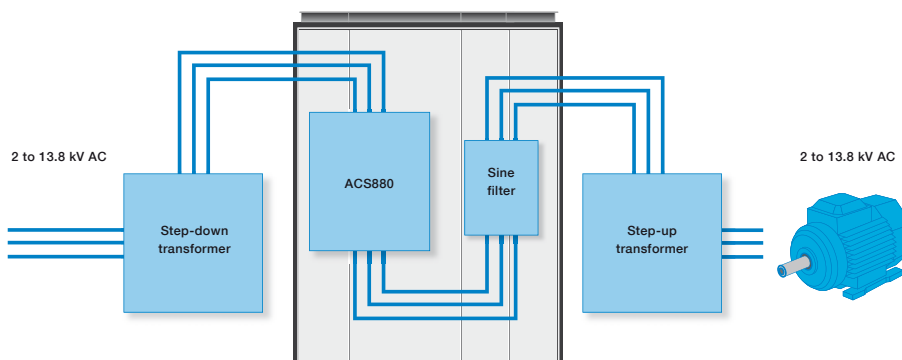 2 to 13.8 kV AC
Step-down
transformer
ACS880
Sine
filter
Step-up
transformer
2 to 13.8 kV AC